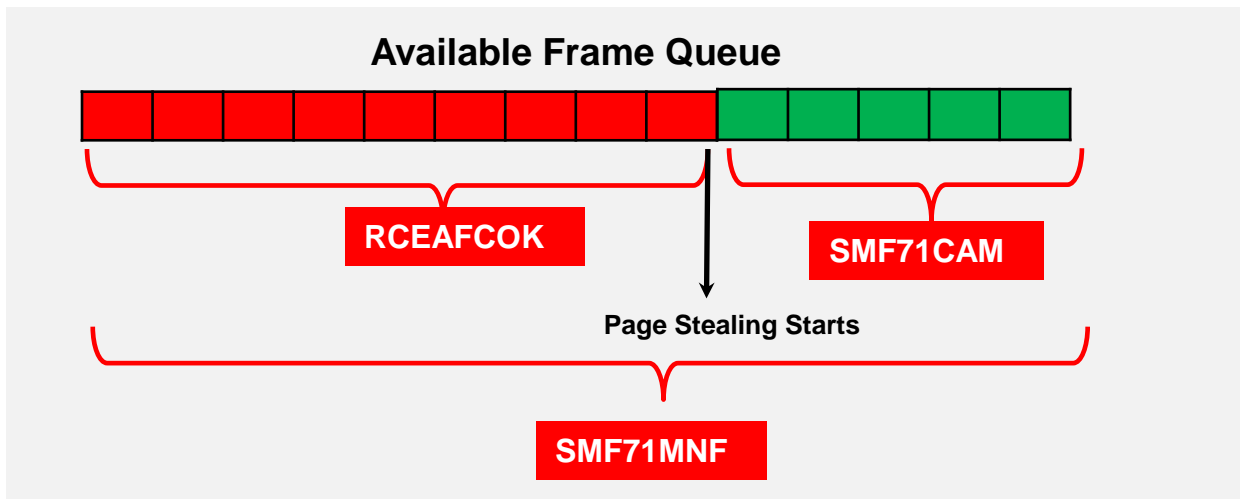 Available Frame Queue
RCEAFCOK
SMF71CAM
Page Stealing Starts
SMF71MNF